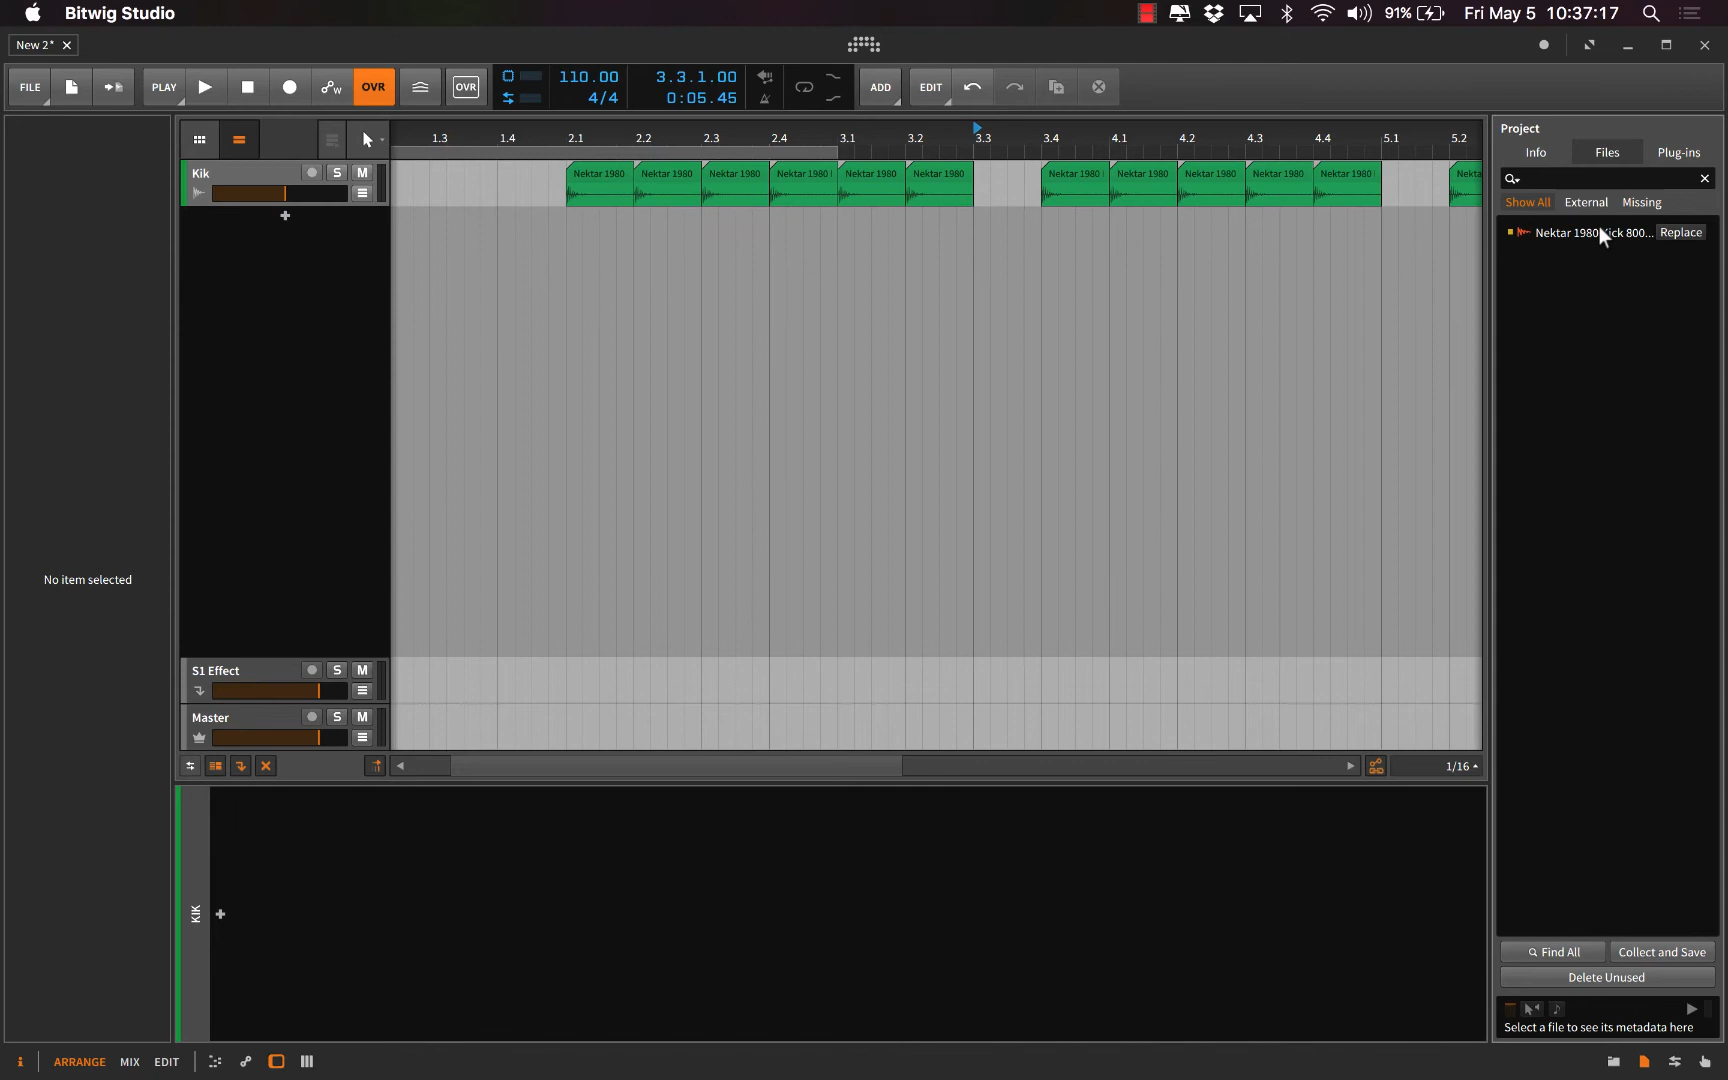 Bitwig Studio
91%
Fri May 5 10:37:17
New 2*
FILE
PLAY
OVR
OVR
110.00
4/4
3.3.1.00
0:05.45
ADD
EDIT
1.3 1.4 2.1 2.2 2.3 2.4 3.1 3.2 3.3 3.4 4.1 4.2 4.3 4.4 5.1 5.2
Kik
S M
Nektar 1980 Nektar 1980 Nektar 1980 Nektar 1980 Nektar 1980 Nektar 1980 Nektar 1980 Nektar 1980 Nektar 1980 Nektar 1980 Nektar 1980 Nekta
No item selected
S1 Effect
S M
Master
S M
1/16
KIK
Project
Info Files Plug-ins
Show All External Missing
Nektar 1980 800... Replace
Find All Collect and Save
Delete Unused
Select a file to see its metadata here
ARRANGE MIX EDIT